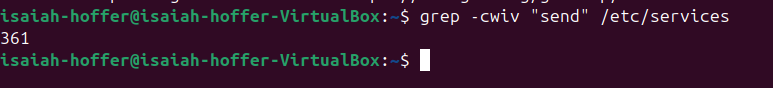 isaiah-hoffer@isaiah-hoffer-VirtualBox:~$ grep -cwiv "send" /etc/services
361
isaiah-hoffer@isaiah-hoffer-VirtualBox:~$